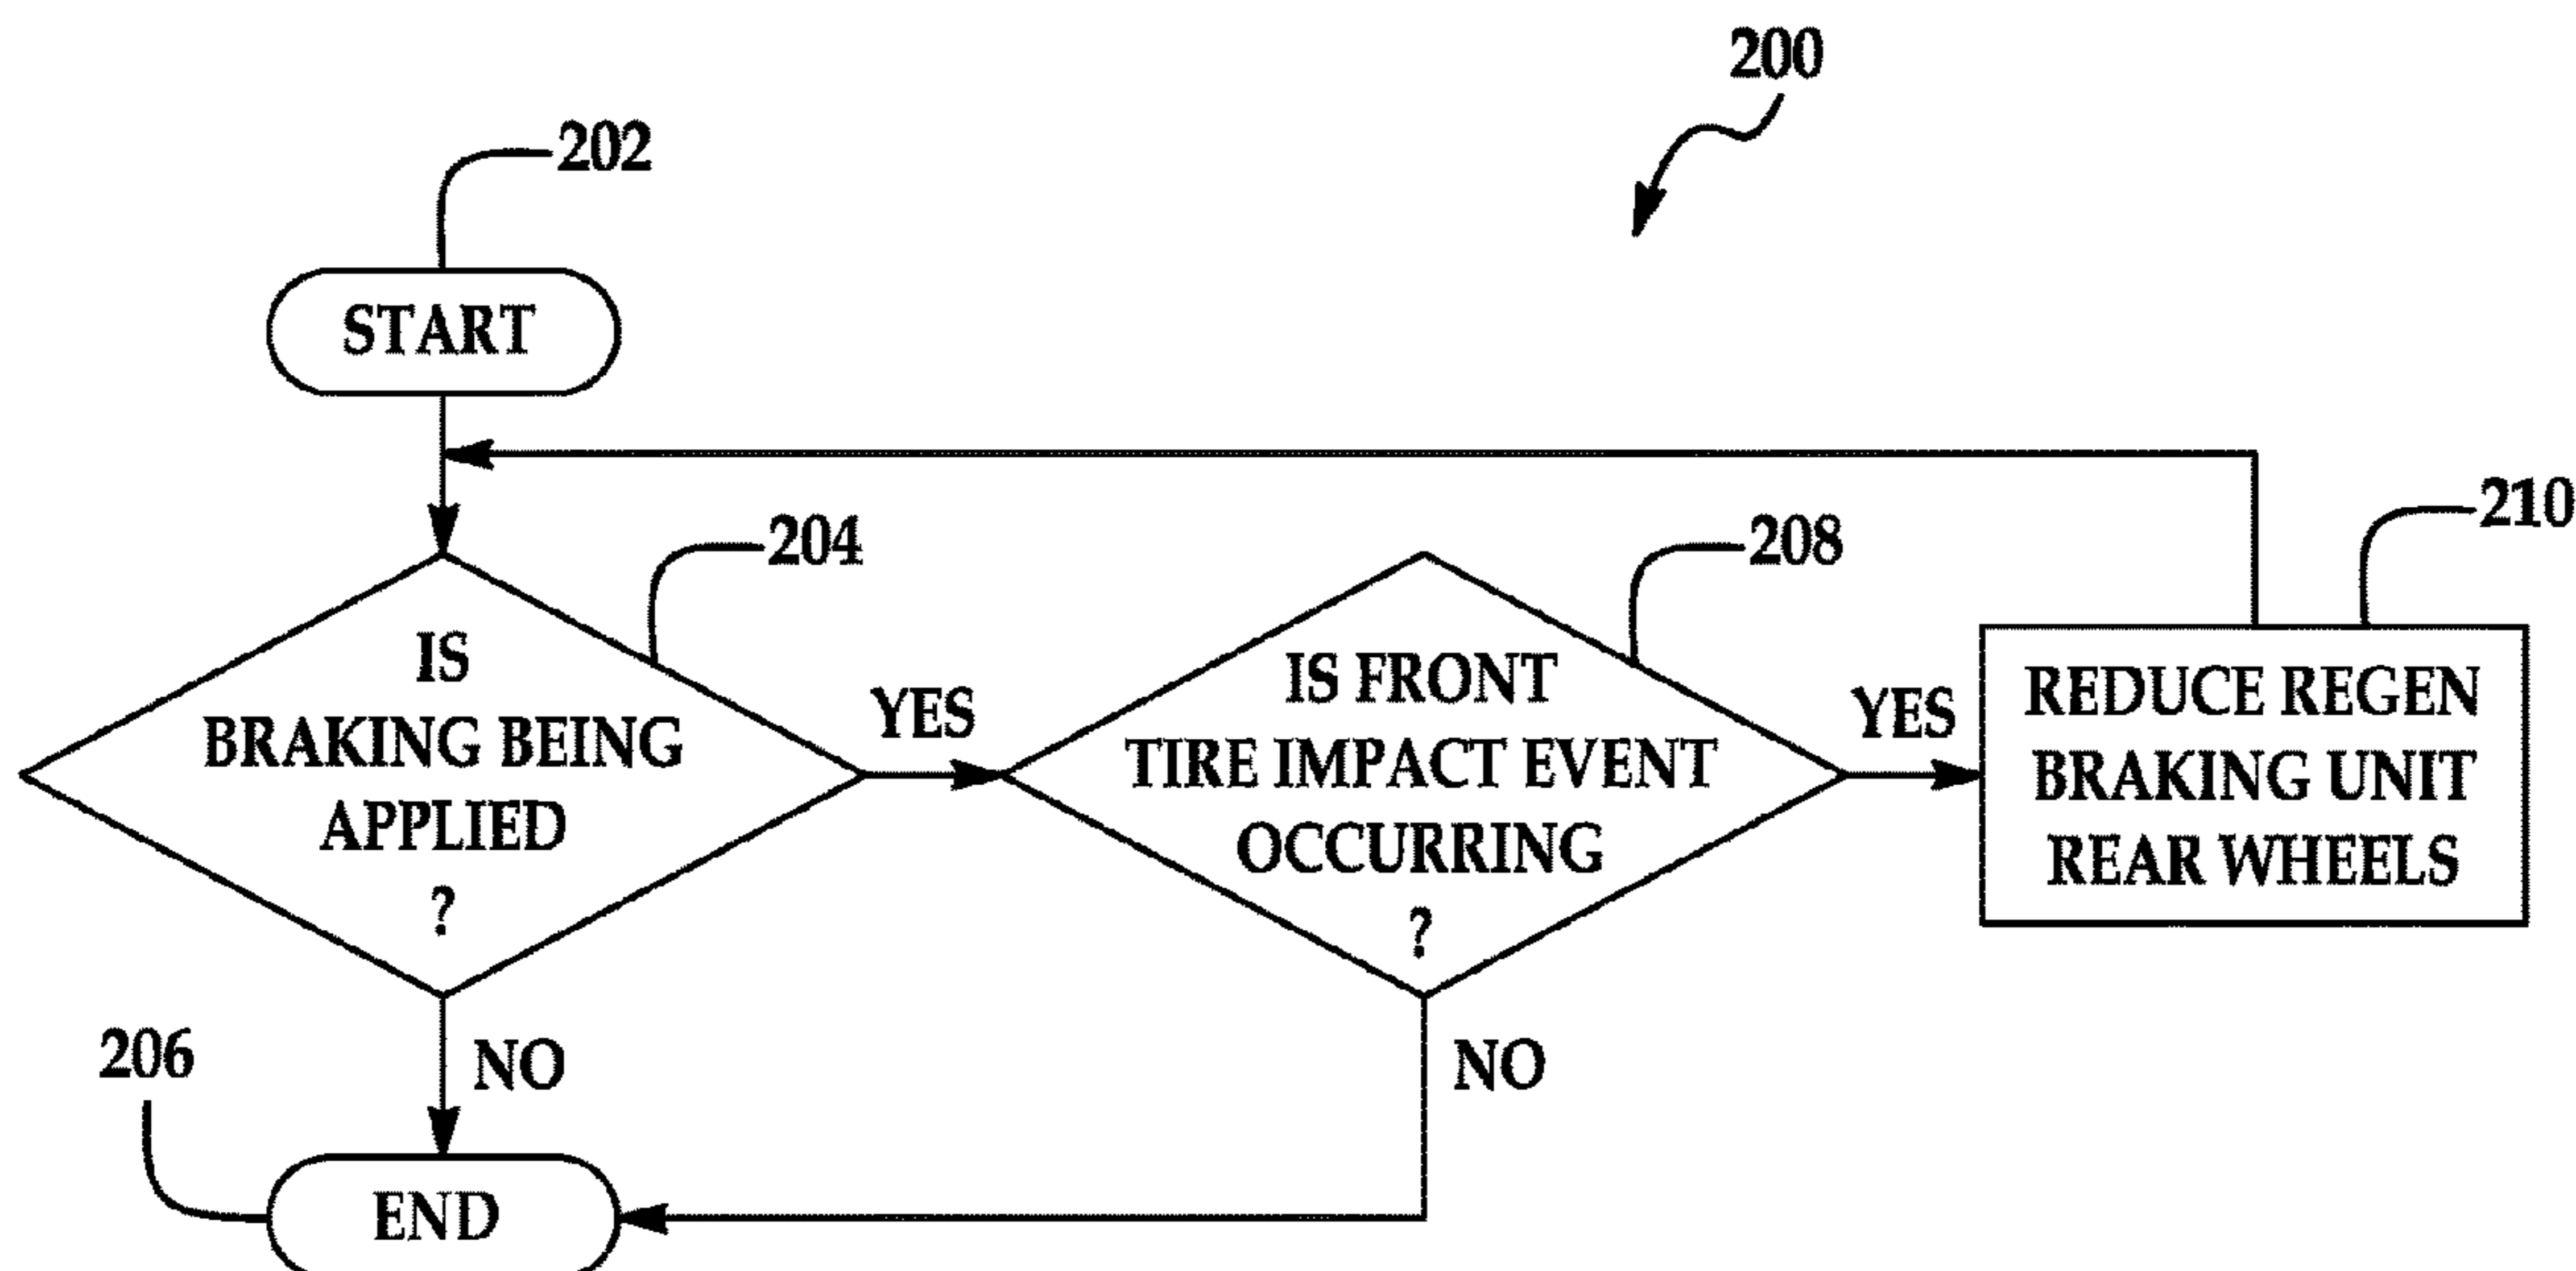 200
202
START
204
IS
BRAKING BEING
APPLIED
?
YES
208
IS FRONT
TIRE IMPACT EVENT
OCCURRING
?
YES
210
REDUCE REGEN
BRAKING UNIT
REAR WHEELS
206
NO
NO
END